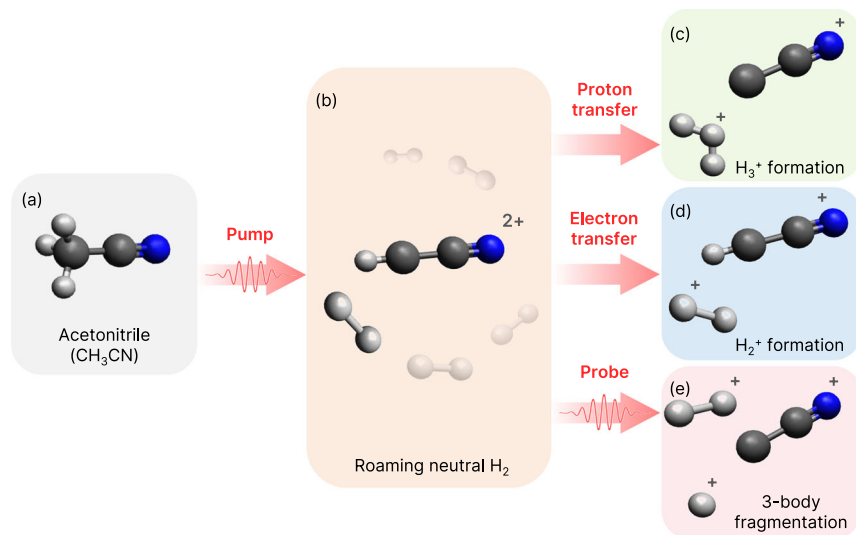 (a)
Acetonitrile
(CH₃CN)
Pump
(b)
2+
Roaming neutral H₂
Proton
transfer
Electron
transfer
Probe
(c)
+
+
H₃⁺ formation
(d)
+
+
H₂⁺ formation
(e)
+
+
+
3-body
fragmentation